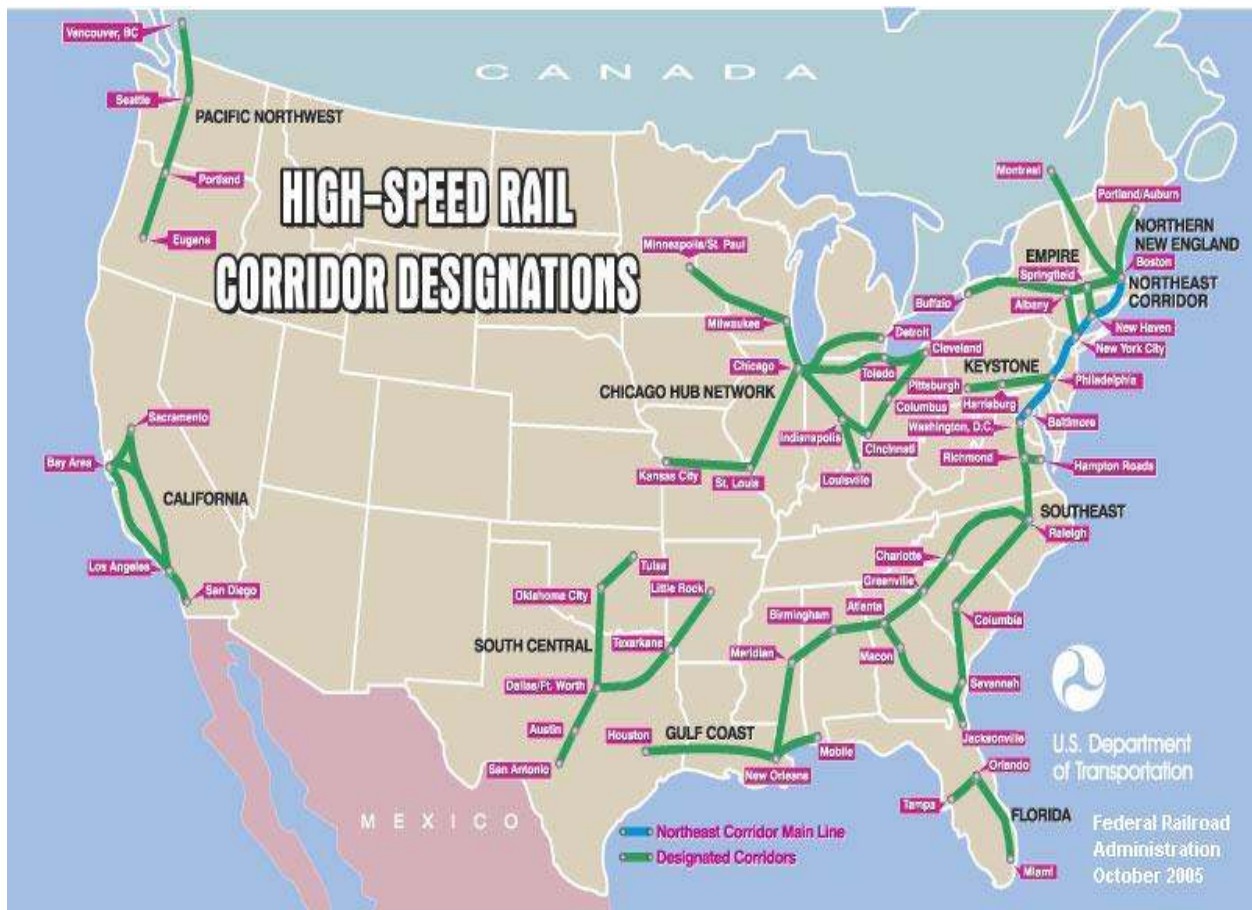 Vancouver, BC
CANADA
Seattle
PACIFIC NORTHWEST
Portland
Eugene
HIGH-SPEED RAIL
CORRIDOR DESIGNATIONS
Montreal
Portland/Auburn
NORTHERN
NEW ENGLAND
Boston
EMPIRE
Springfield
NORTHEAST
CORRIDOR
Buffalo
Albany
New Haven
New York City
Minneapolis/St. Paul
Milwaukee
Detroit
Cleveland
Chicago
Toledo
CHICAGO HUB NETWORK
KEYSTONE
Pittsburgh
Harrisburg
Philadelphia
Columbus
Washington, D.C.
Baltimore
Indianapolis
Cincinnati
Richmond
Hampton Roads
Kansas City
St. Louis
Louisville
Sacramento
Bay Area
CALIFORNIA
Los Angeles
San Diego
SOUTHEAST
Raleigh
Charlotte
Greenville
Tulsa
Oklahoma City
Little Rock
Birmingham
Atlanta
Columbia
SOUTH CENTRAL
Texarkana
Meridian
Macon
Dallas/Ft. Worth
Savannah
Austin
Houston
GULF COAST
Mobile
Jacksonville
San Antonio
New Orleans
Orlando
Tampa
FLORIDA
Miami
MEXICO
U.S. Department
of Transportation
Northeast Corridor Main Line
Designated Corridors
Federal Railroad
Administration
October 2005